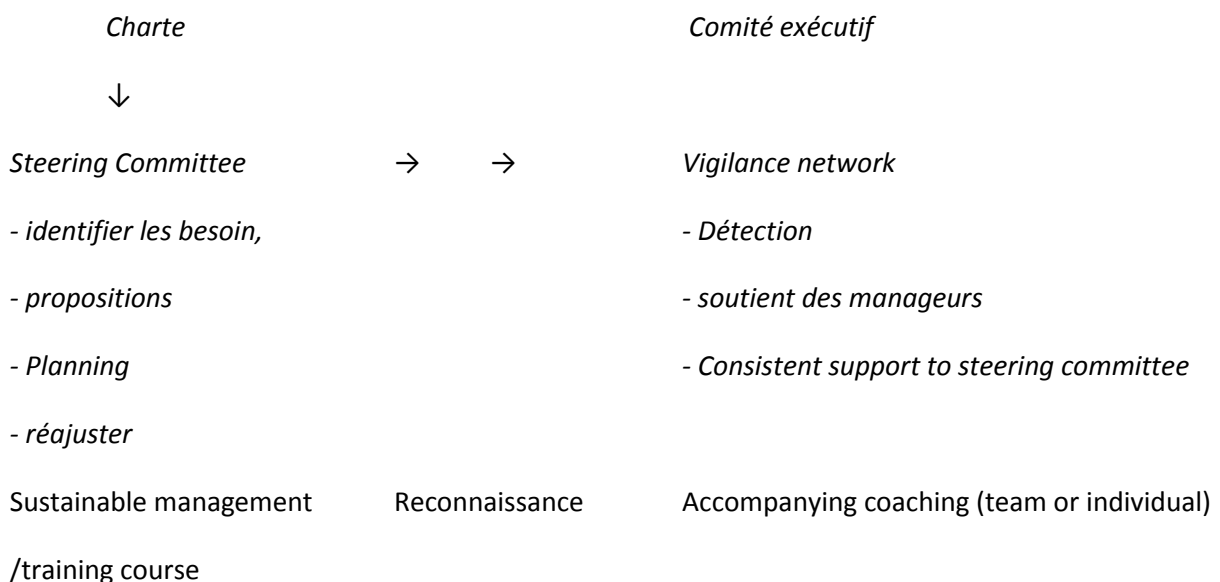 Charte Comité exécutif
↓
Steering Committee → → Vigilance network
- identifier les besoin, - Détection
- propositions - soutient des manageurs
- Planning - Consistent support to steering committee
- réajuster
Sustainable management Reconnaissance Accompanying coaching (team or individual)
/training course